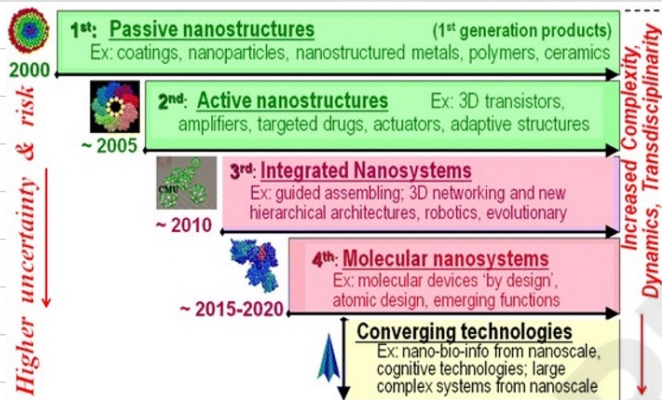 1st: Passive nanostructures (1st generation products)
Ex: coatings, nanoparticles, nanostructured metals, polymers, ceramics
2000
2nd: Active nanostructures Ex: 3D transistors,
amplifiers, targeted drugs, actuators, adaptive structures
~ 2005
3rd: Integrated Nanosystems
Ex: guided assembling; 3D networking and new
hierarchical architectures, robotics, evolutionary
CMU
~ 2010
4th: Molecular nanosystems
Ex: molecular devices 'by design',
atomic design, emerging functions
~ 2015-2020
Converging technologies
Ex: nano-bio-info from nanoscale,
cognitive technologies; large
complex systems from nanoscale
Higher uncertainty & risk
Increased Complexity,
Dynamics, Transdisciplinarity